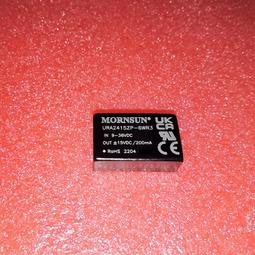 MORNSUN®
URA2415ZP-6WR3
IN 9-36VDC
OUT ±15VDC/200mA
RoHS 2204
UK
CA
CE